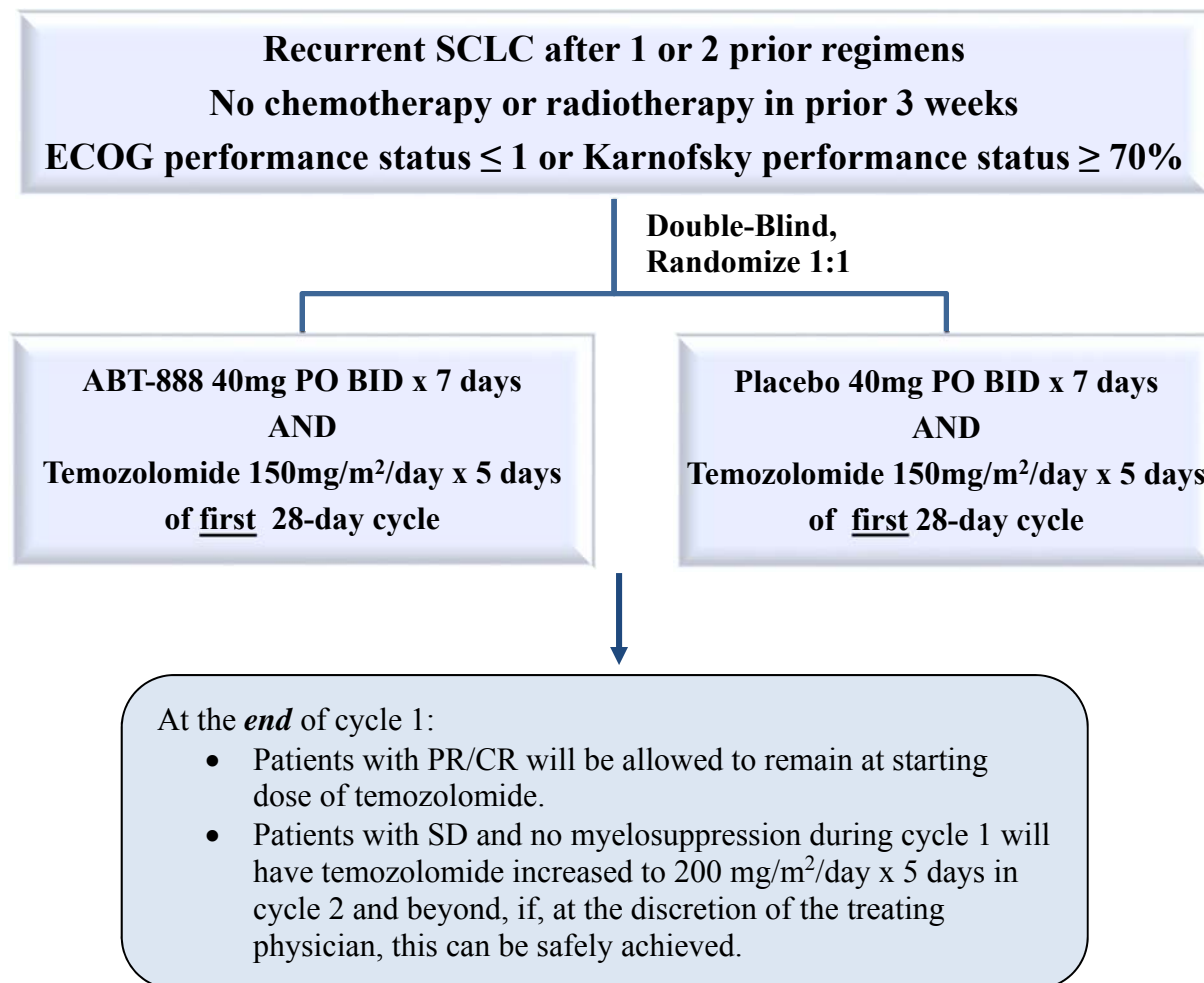 Recurrent SCLC after 1 or 2 prior regimens
No chemotherapy or radiotherapy in prior 3 weeks
ECOG performance status ≤ 1 or Karnofsky performance status ≥ 70%
Double-Blind,
Randomize 1:1
ABT-888 40mg PO BID x 7 days
AND
Temozolomide 150mg/m²/day x 5 days
of first 28-day cycle
Placebo 40mg PO BID x 7 days
AND
Temozolomide 150mg/m²/day x 5 days
of first 28-day cycle
At the end of cycle 1:
• Patients with PR/CR will be allowed to remain at starting
dose of temozolomide.
• Patients with SD and no myelosuppression during cycle 1 will
have temozolomide increased to 200 mg/m²/day x 5 days in
cycle 2 and beyond, if, at the discretion of the treating
physician, this can be safely achieved.